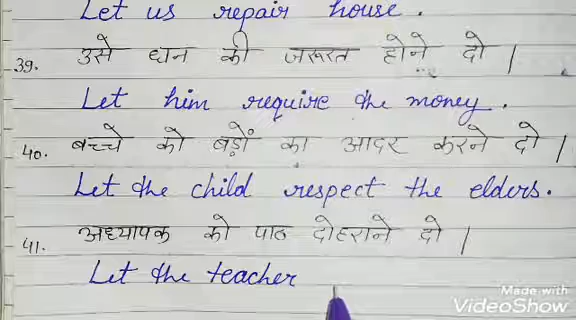 Let us repair house.
39. उसे धन की जरूरत होने दो |
Let him require the money.
40. बच्चे को बड़ों का आदर करने दो |
Let the child respect the elders.
41. अध्यापक को पाठ दोहराने दो |
Let the teacher
Made with
VideoShow